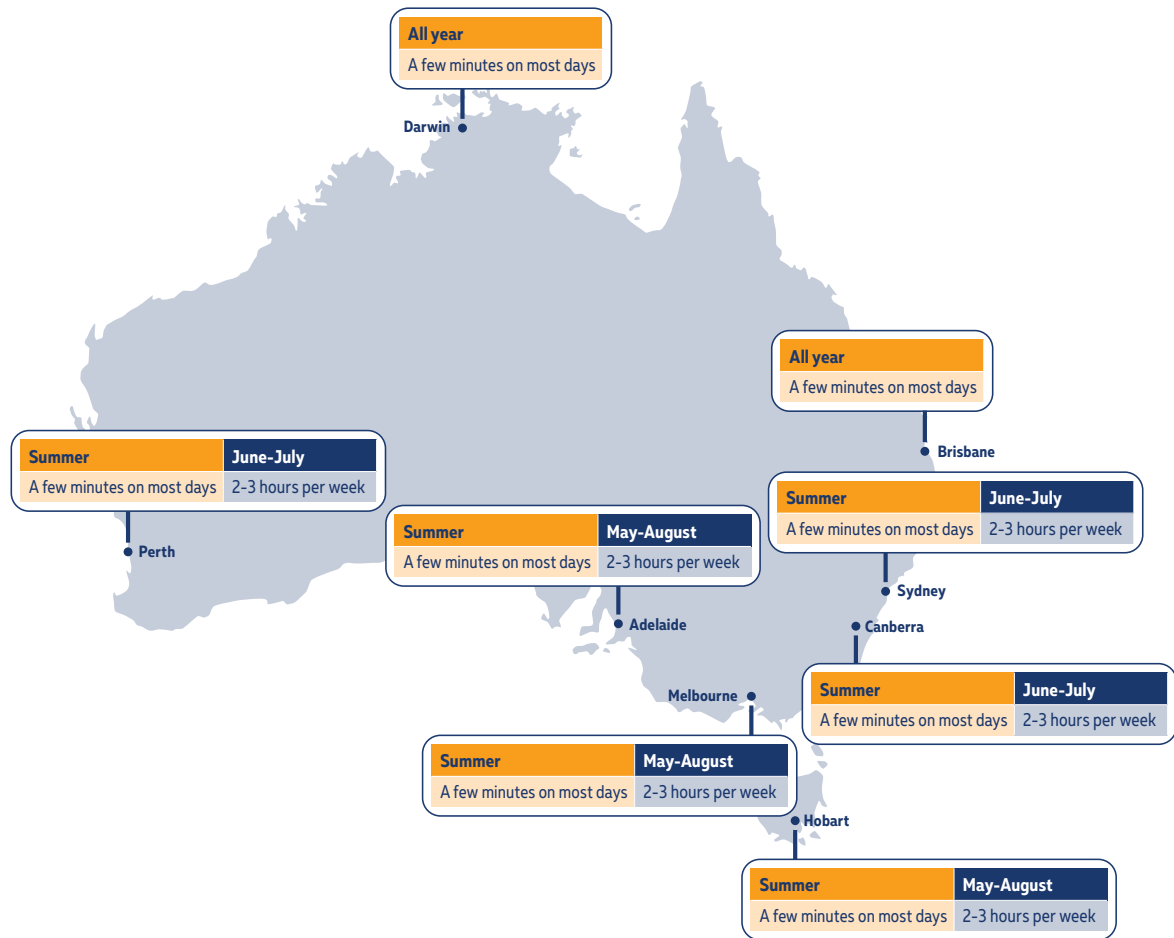 All year
A few minutes on most days
Darwin
All year
A few minutes on most days
Brisbane
Summer June-July
A few minutes on most days 2-3 hours per week
Perth
Summer June-July
A few minutes on most days 2-3 hours per week
Sydney
Summer May-August
A few minutes on most days 2-3 hours per week
Adelaide
Canberra
Summer June-July
A few minutes on most days 2-3 hours per week
Melbourne
Summer May-August
A few minutes on most days 2-3 hours per week
Hobart
Summer May-August
A few minutes on most days 2-3 hours per week